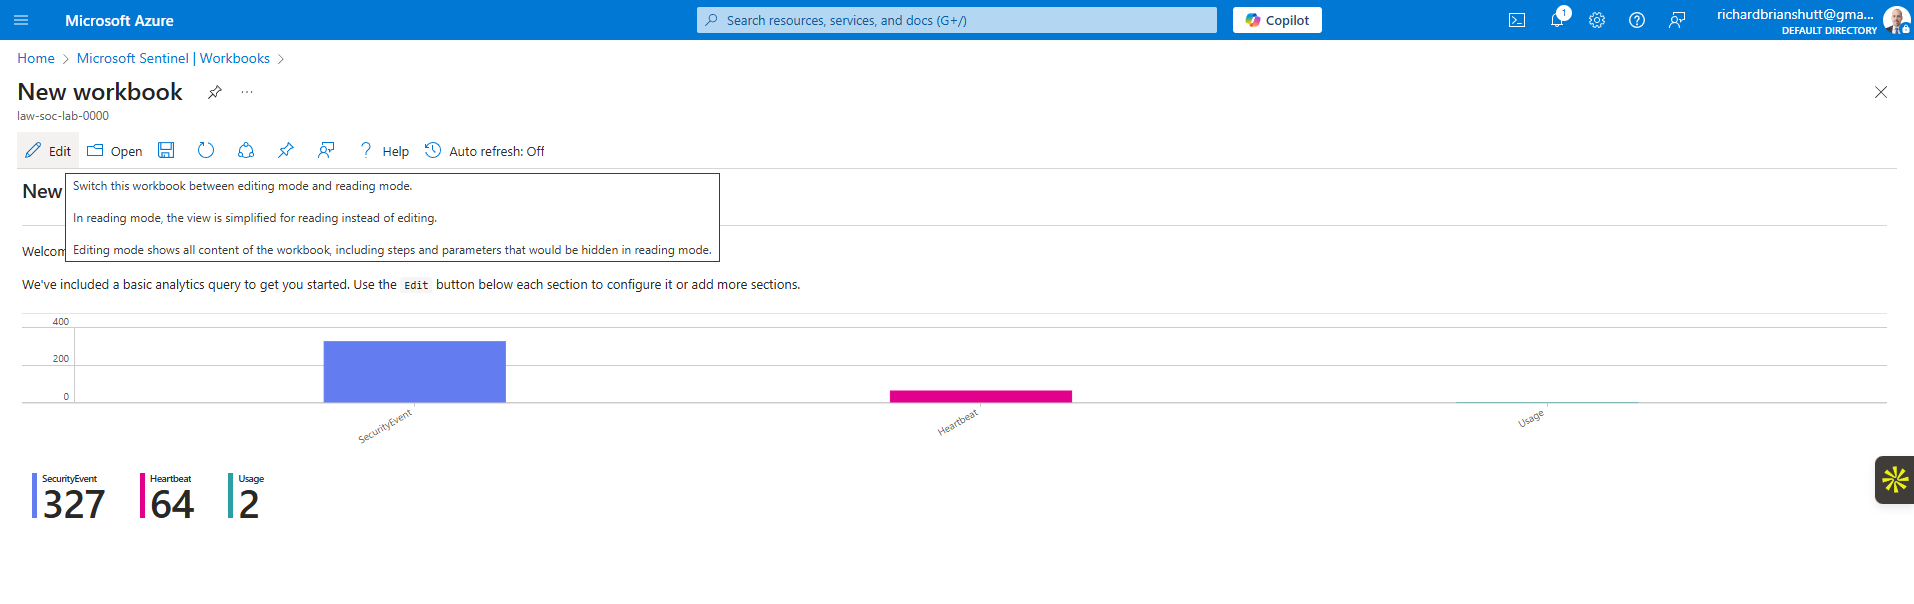 Microsoft Azure
Search resources, services, and docs (G+/)
Copilot
1
richardbrianshutt@gma...
DEFAULT DIRECTORY
Home
Microsoft Sentinel | Workbooks
New workbook
...
law-soc-lab-0000
Edit
Open
Help
Auto refresh: Off
New
Switch this workbook between editing mode and reading mode.
In reading mode, the view is simplified for reading instead of editing.
Welcom
Editing mode shows all content of the workbook, including steps and parameters that would be hidden in reading mode.
We've included a basic analytics query to get you started. Use the Edit button below each section to configure it or add more sections.
400
200
0
SecurityEvent
Heartbeat
Usage
SecurityEvent
327
Heartbeat
64
Usage
2